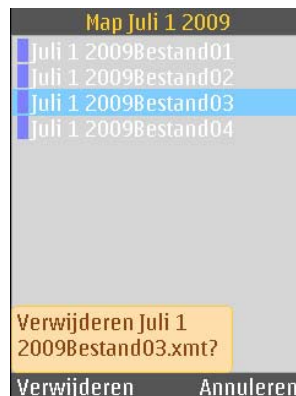 Map Juli 1 2009
Juli 1 2009Bestand01
Juli 1 2009Bestand02
Juli 1 2009Bestand03
Juli 1 2009Bestand04
Verwijderen Juli 1
2009Bestand03.xmt?
Verwijderen Annuleren